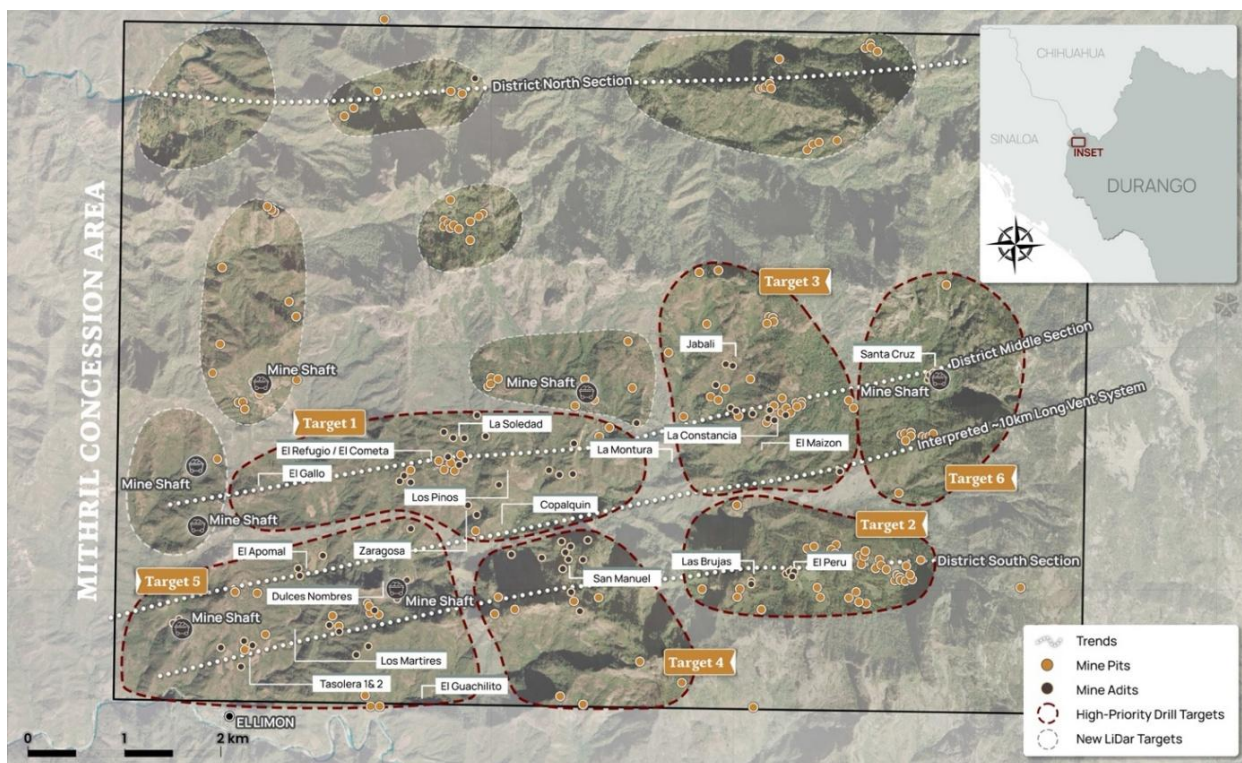 CHIHUAHUA
SINALOA
INSET
DURANGO
MITHRIL CONCESSION AREA
District North Section
Target 3
Jabali
Santa Cruz
District Middle Section
Mine Shaft
Mine Shaft
Mine Shaft
Interpreted ~10km Long Vent System
Target 1
La Soledad
El Refugio / El Cometa
La Montura
La Constancia
El Maizon
El Gallo
Target 6
Mine Shaft
Los Pinos
Copalquin
Mine Shaft
Target 2
El Apomal
Zaragosa
Las Brujas
El Peru
District South Section
Target 5
San Manuel
Dulces Nombres
Mine Shaft
Mine Shaft
Los Martires
Target 4
Tasolera 1& 2
El Guachilito
EL LIMON
0
1
2 km
Trends
Mine Pits
Mine Adits
High-Priority Drill Targets
New LiDar Targets